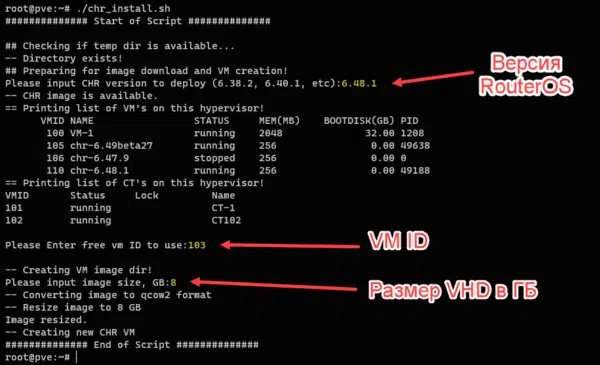 root@pve:~# ./chr_install.sh
############## Start of Script ##############
## Checking if temp dir is available...
-- Directory exists!
## Preparing for image download and VM creation!
Please input CHR version to deploy (6.38.2, 6.40.1, etc):6.48.1
-- CHR image is available.
== Printing list of VM's on this hypervisor!
VMID NAME STATUS MEM(MB) BOOTDISK(GB) PID
100 VM-1 running 2048 32.00 1208
105 chr-6.49beta27 running 256 0.00 49638
106 chr-6.47.9 stopped 256 0.00 0
110 chr-6.48.1 running 256 0.00 49188
== Printing list of CT's on this hypervisor!
VMID Status Lock Name
101 running CT-1
102 running CT102
Please Enter free vm ID to use:103
-- Creating VM image dir!
Please input image size, GB:8
-- Converting image to qcow2 format
-- Resize image to 8 GB
Image resized.
-- Creating new CHR VM
############## End of Script ##############
root@pve:~#
Версия
RouterOS
VM ID
Размер VHD в ГБ